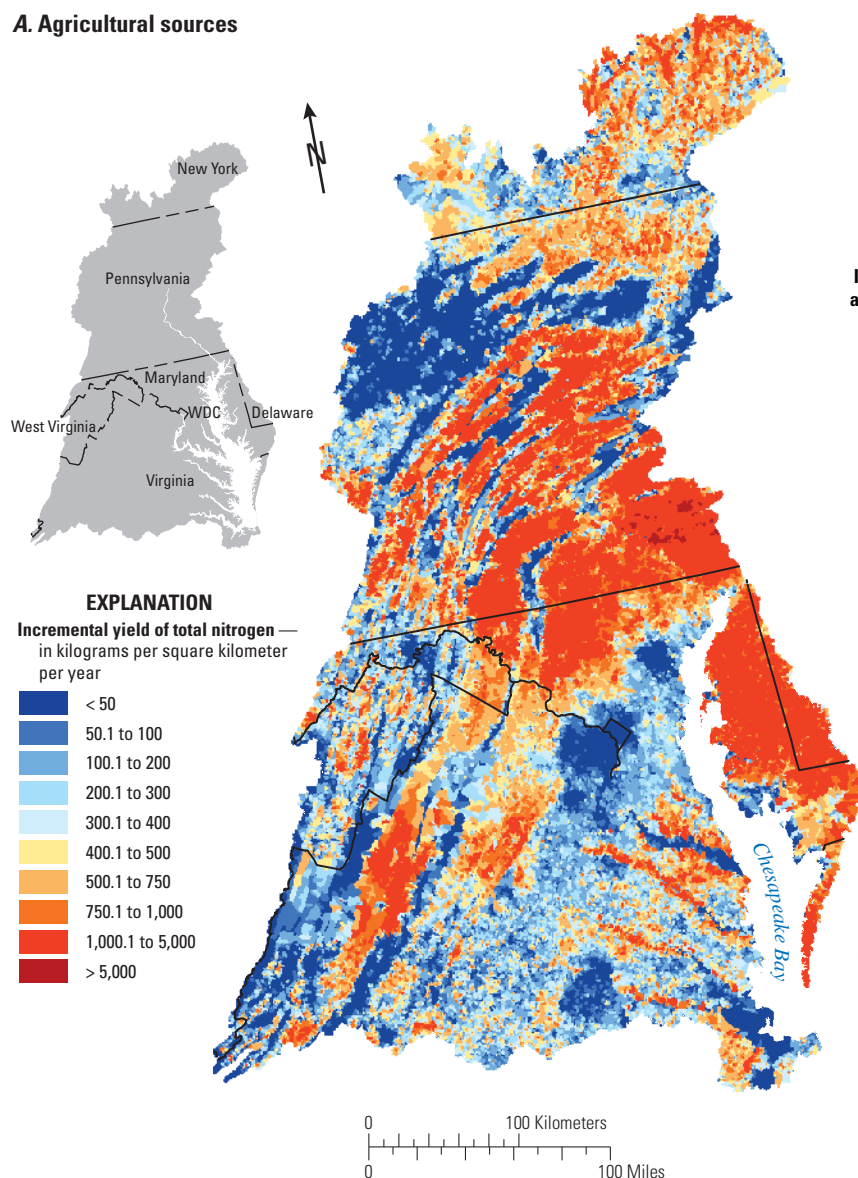 A. Agricultural sources
N
New York
Pennsylvania
Maryland
WDC
Delaware
West Virginia
Virginia
EXPLANATION
Incremental yield of total nitrogen —
in kilograms per square kilometer
per year
< 50
50.1 to 100
100.1 to 200
200.1 to 300
300.1 to 400
400.1 to 500
500.1 to 750
750.1 to 1,000
1,000.1 to 5,000
> 5,000
Chesapeake Bay
0 100 Kilometers
0 100 Miles